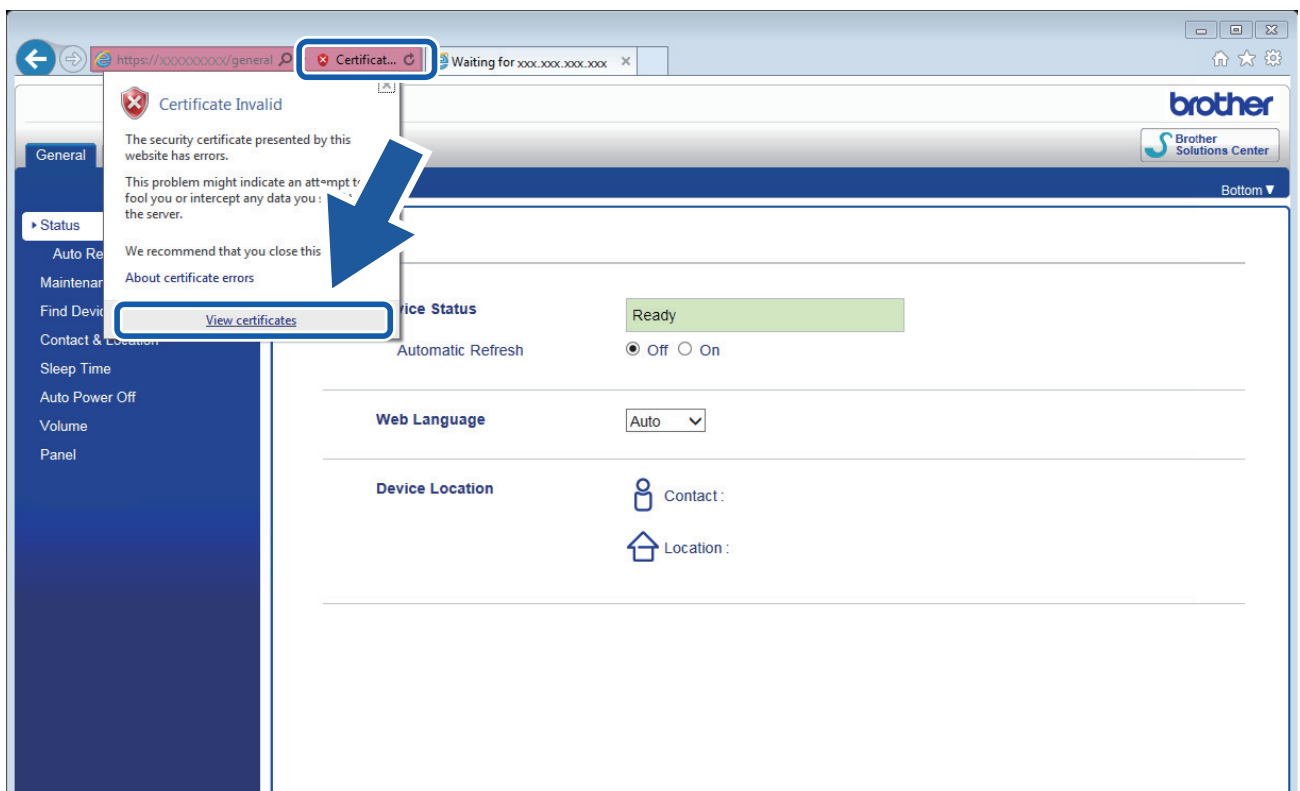 https://xxxxxxxxxx/general
Certificat...
Waiting for xxx.xxx.xxx.xxx
Certificate Invalid
The security certificate presented by this
website has errors.
This problem might indicate an attempt
fool you or intercept any data you
the server.
We recommend that you close this
About certificate errors
View certificates
brother
Brother
Solutions Center
General
Bottom▼
Status
Auto Re
Maintenan
Find Devic
Contact & Location
Sleep Time
Auto Power Off
Volume
Panel
vice Status
Ready
Automatic Refresh
Off On
Web Language
Auto
Device Location
Contact :
Location :